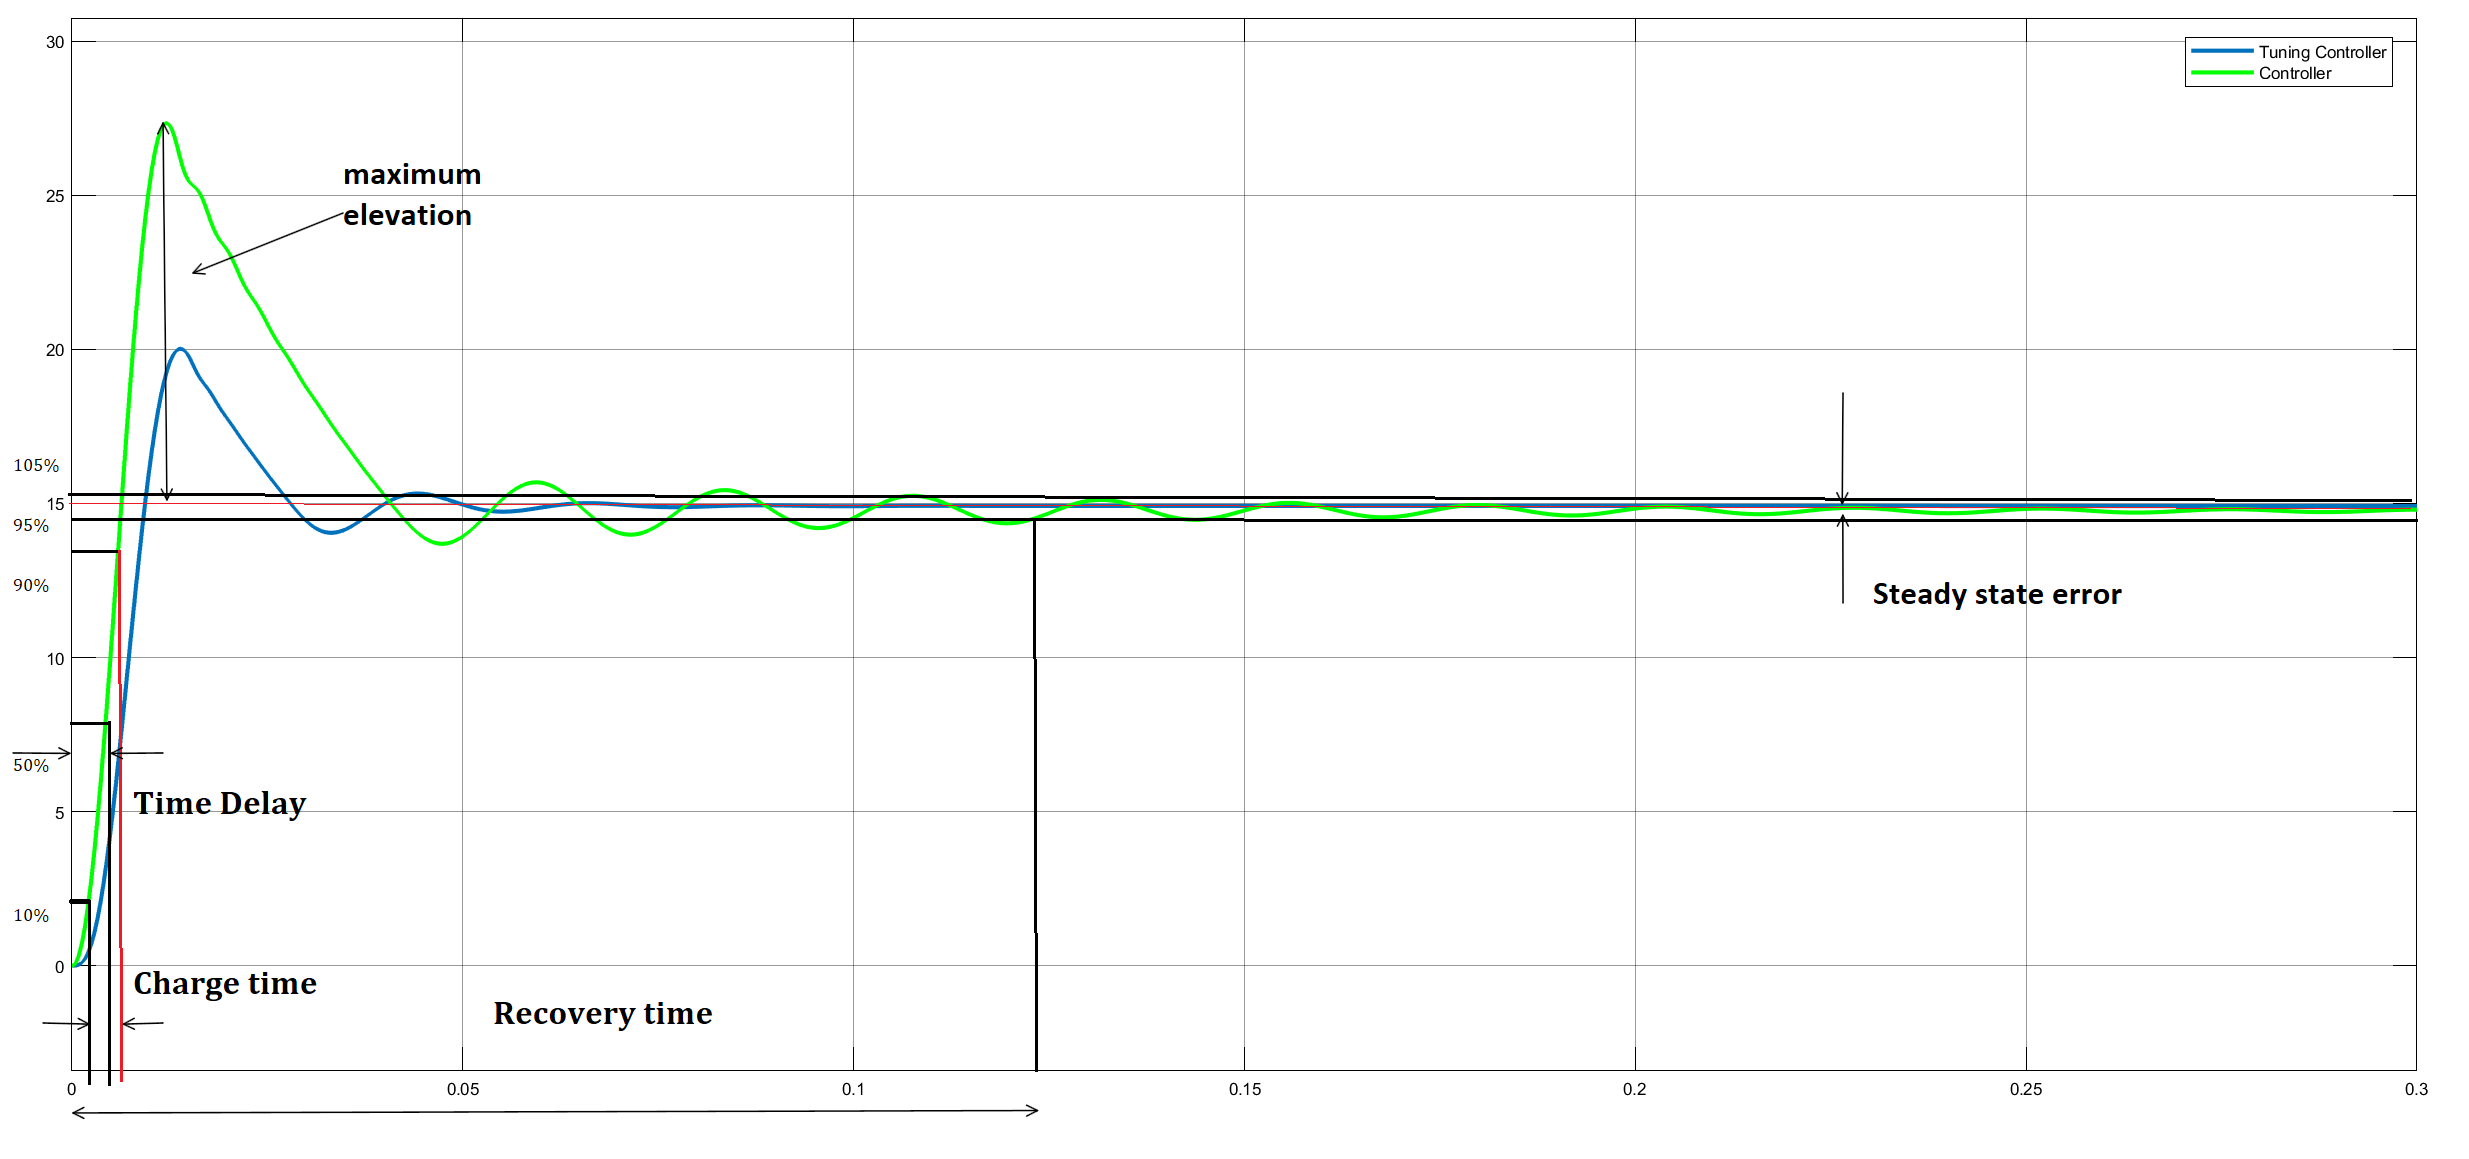 30
Tuning Controller
Controller
maximum
elevation
25
20
105%
15
95%
90%
Steady state error
10
50%
Time Delay
5
10%
0
Charge time
Recovery time
0
0.05
0.1
0.15
0.2
0.25
0.3